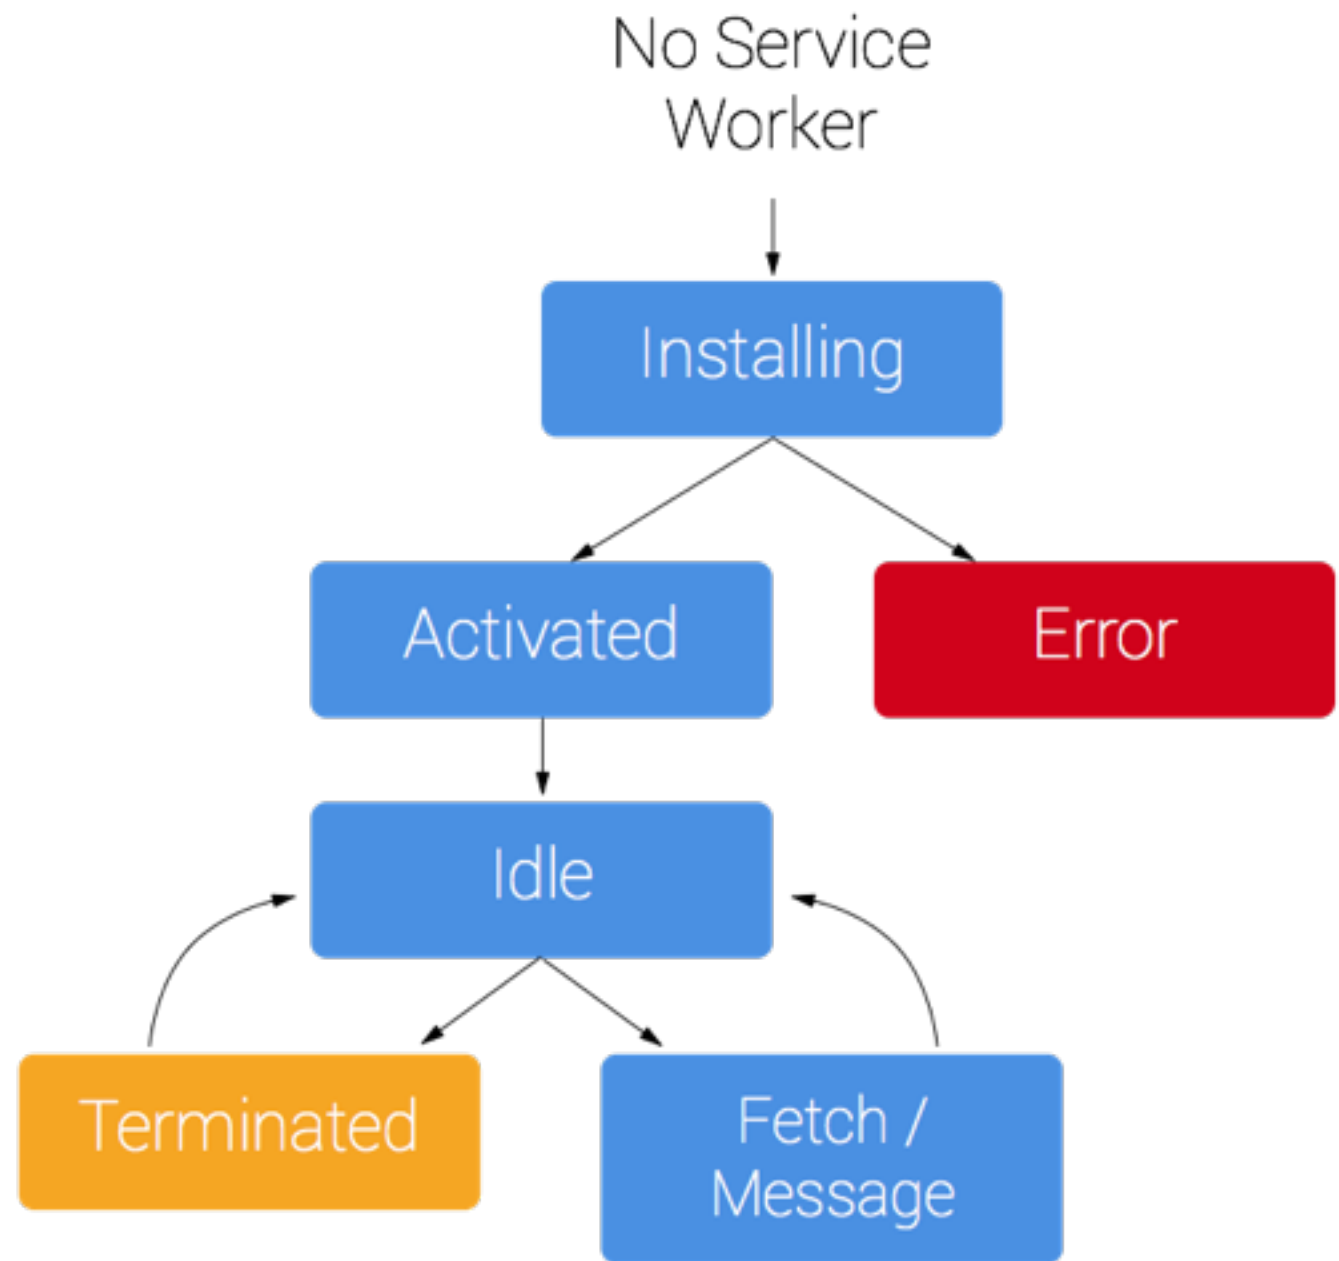 No Service
Worker
Installing
Activated
Error
Idle
Terminated
Fetch /
Message